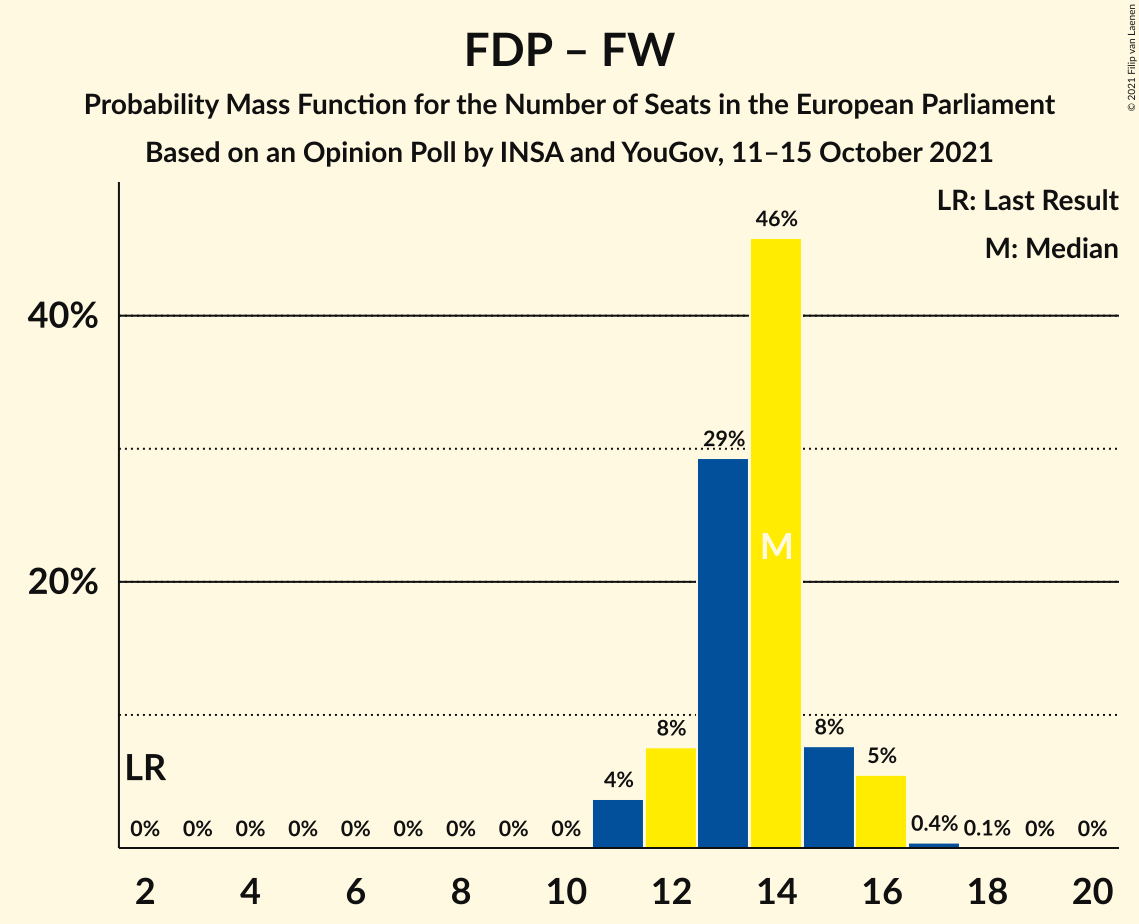 FDP – FW
Probability Mass Function for the Number of Seats in the European Parliament
Based on an Opinion Poll by INSA and YouGov, 11–15 October 2021
© 2021 Filip van Laenen
LR: Last Result
M: Median
46%
40%
29%
M
20%
8%
8%
5%
LR
4%
0% 0% 0% 0% 0% 0% 0% 0% 0% 0.4% 0.1% 0% 0%
2 4 6 8 10 12 14 16 18 20